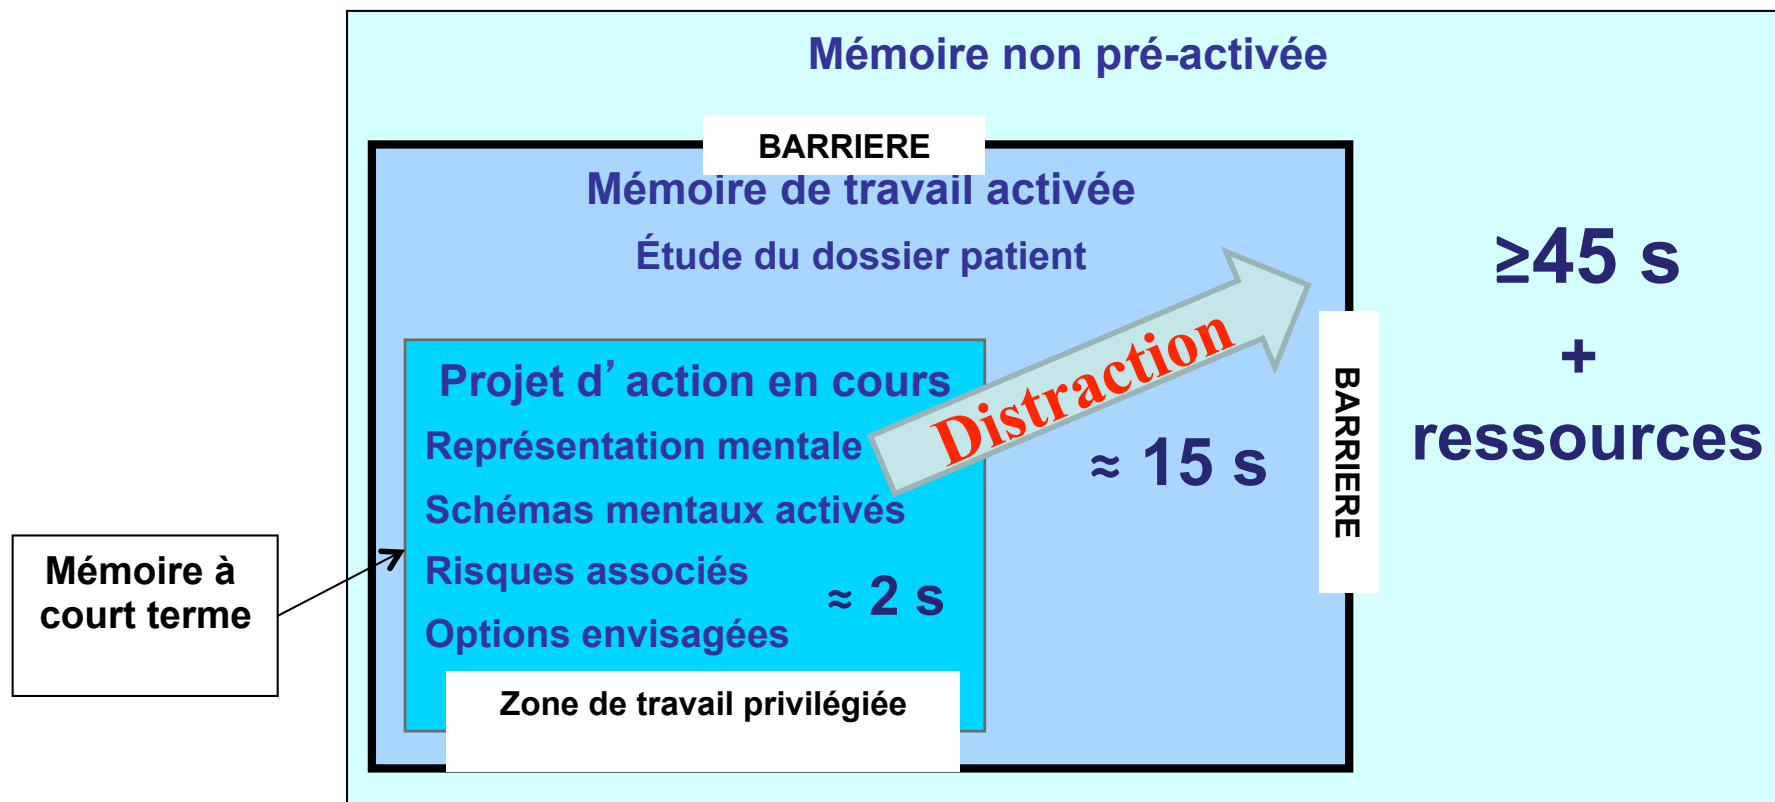 Mémoire non pré-activée
BARRIERE
Mémoire de travail activée
Étude du dossier patient
≥45 s
+
ressources
Distraction
BARRIERE
≈ 15 s
Projet d’action en cours
Représentation mentale
Schémas mentaux activés
Risques associés
≈ 2 s
Options envisagées
Zone de travail privilégiée
Mémoire à
court terme